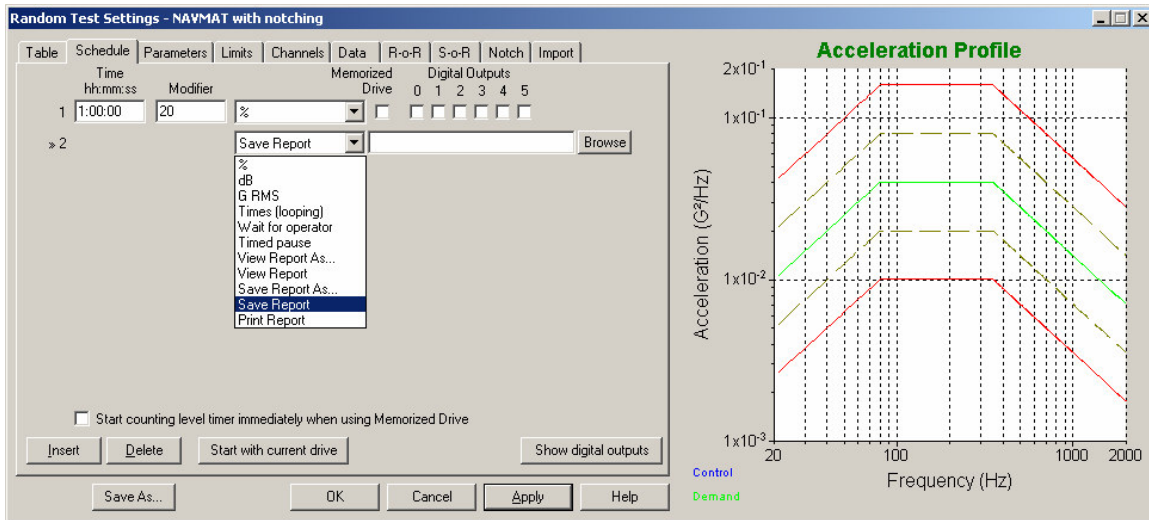 Random Test Settings - NAVMAT with notching
Table Schedule Parameters Limits Channels Data R-o-R S-o-R Notch Import
Time Memorized Digital Outputs
hh:mm:ss Modifier Drive 0 1 2 3 4 5
1 1:00:00 20 %
» 2 Save Report Browse
%
dB
G RMS
Times (looping)
Wait for operator
Timed pause
View Report As...
View Report
Save Report As...
Save Report
Print Report
Start counting level timer immediately when using Memorized Drive
Insert Delete Start with current drive Show digital outputs
Save As... OK Cancel Apply Help
Acceleration Profile
2x10⁻¹
1x10⁻¹
1x10⁻²
1x10⁻³
Acceleration (G²/Hz)
20 100 1000 2000
Frequency (Hz)
Control
Demand